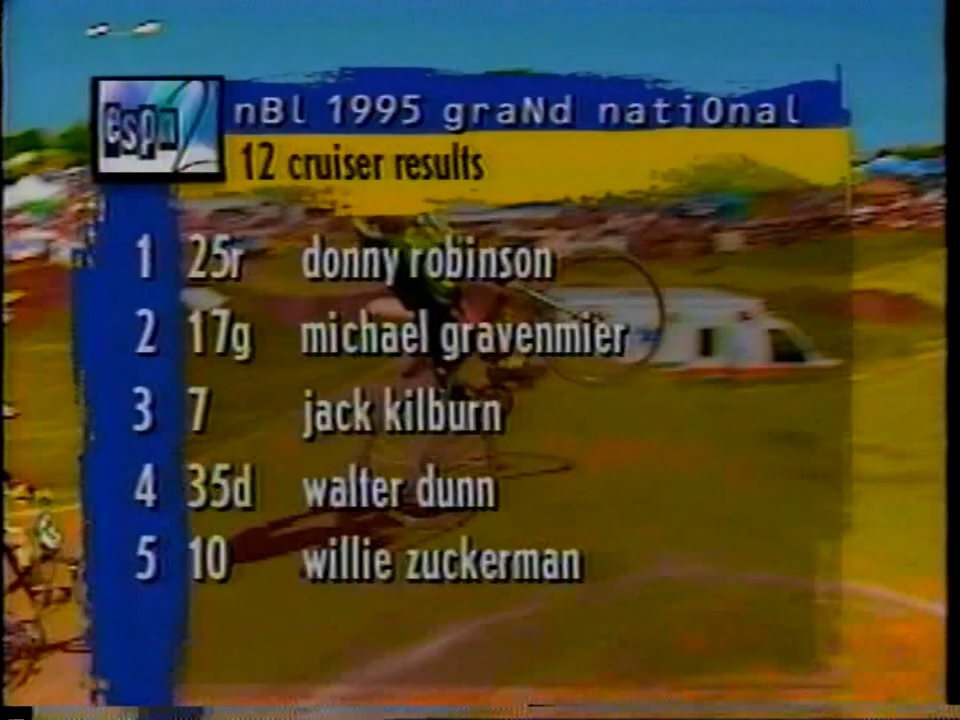 espn2
nBl 1995 graNd natiOnal
12 cruiser results
1 25r donny robinson
2 17g michael gravenmier
3 7 jack kilburn
4 35d walter dunn
5 10 willie zuckerman